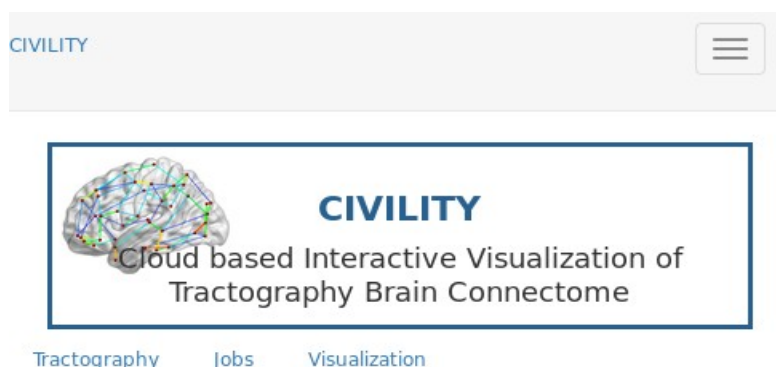 CIVILITY
CIVILITY
Cloud based Interactive Visualization of
Tractography Brain Connectome
Tractography Jobs Visualization